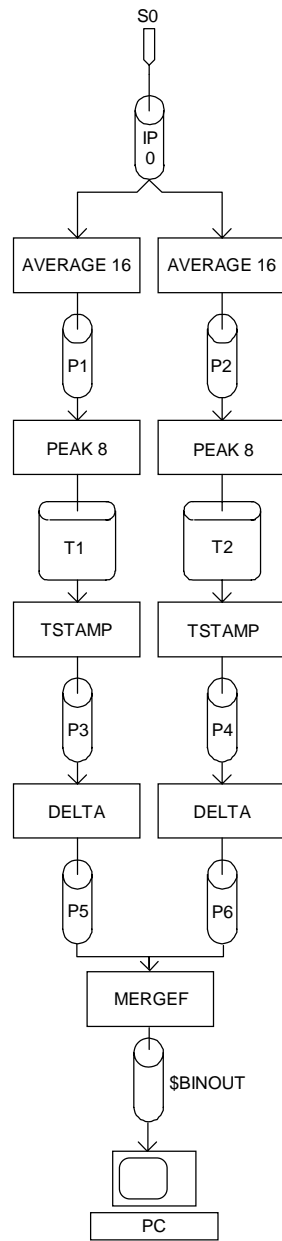 S0
IP
0
AVERAGE 16 AVERAGE 16
P1 P2
PEAK 8 PEAK 8
T1 T2
TSTAMP TSTAMP
P3 P4
DELTA DELTA
P5 P6
MERGEF
$BINOUT
PC